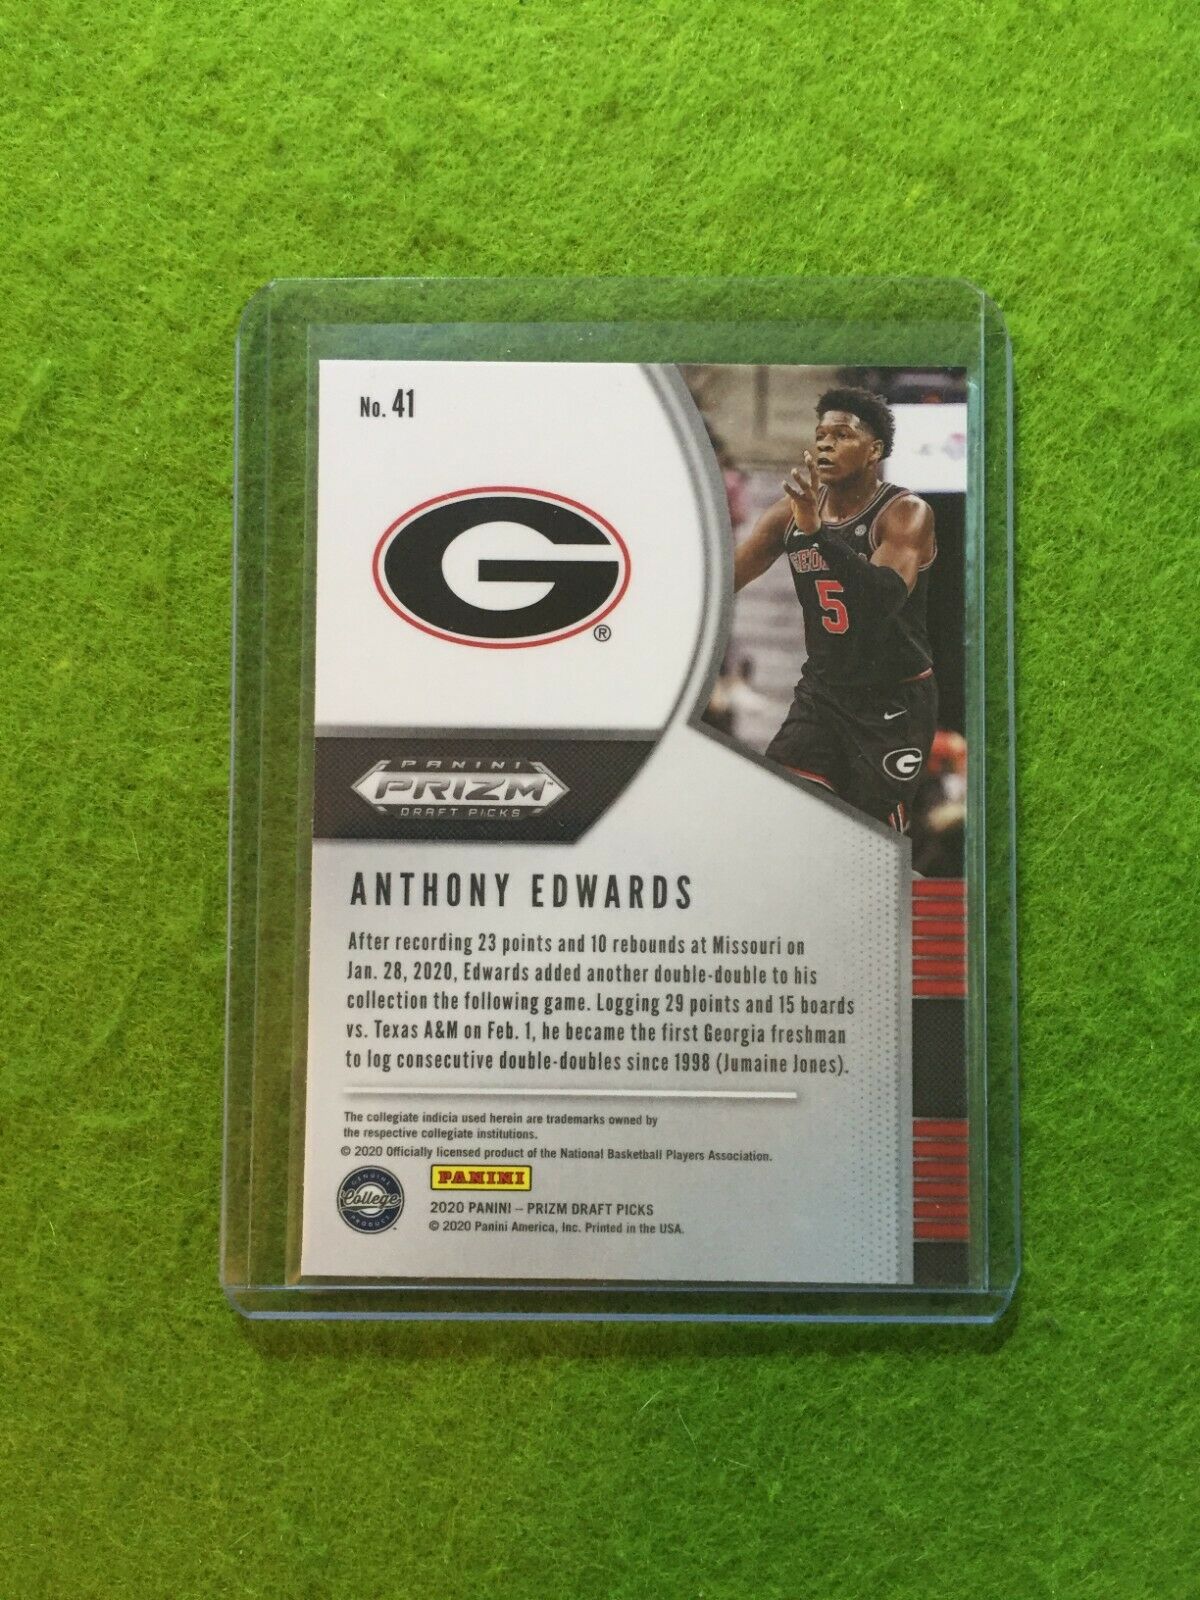 No. 41
G
®
GEO
5
G
PANINI
PRIZM™
DRAFT PICKS
ANTHONY EDWARDS
After recording 23 points and 10 rebounds at Missouri on
Jan. 28, 2020, Edwards added another double-double to his
collection the following game. Logging 29 points and 15 boards
vs. Texas A&M on Feb. 1, he became the first Georgia freshman
to log consecutive double-doubles since 1998 (Jumaine Jones).
The collegiate indicia used herein are trademarks owned by
the respective collegiate institutions.
© 2020 Officially licensed product of the National Basketball Players Association.
GENUINE
College
PRODUCT
PANINI
2020 PANINI – PRIZM DRAFT PICKS
© 2020 Panini America, Inc. Printed in the USA.